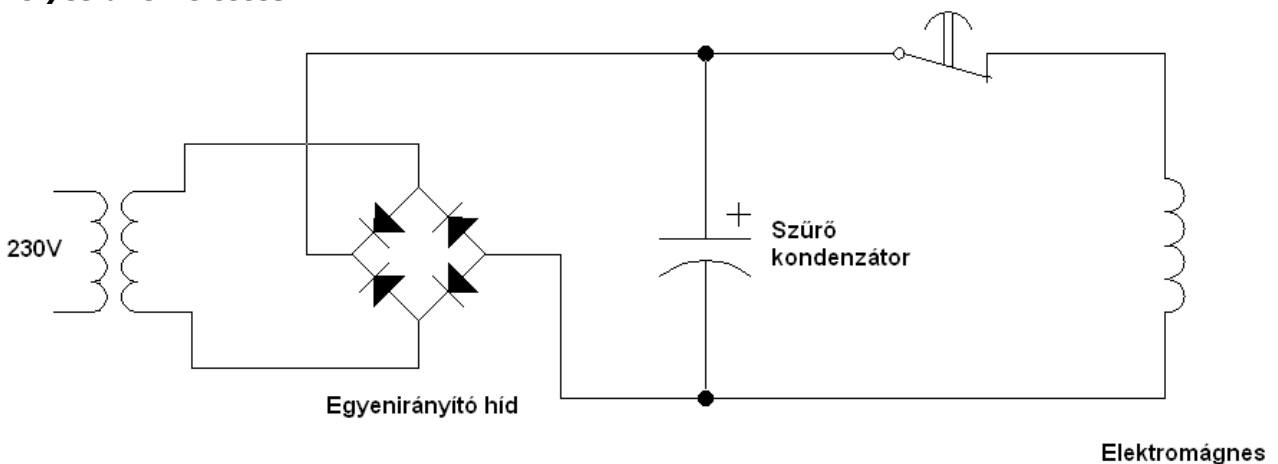 230V
Szűrő
kondenzátor
Egyenirányító híd
Elektromágnes